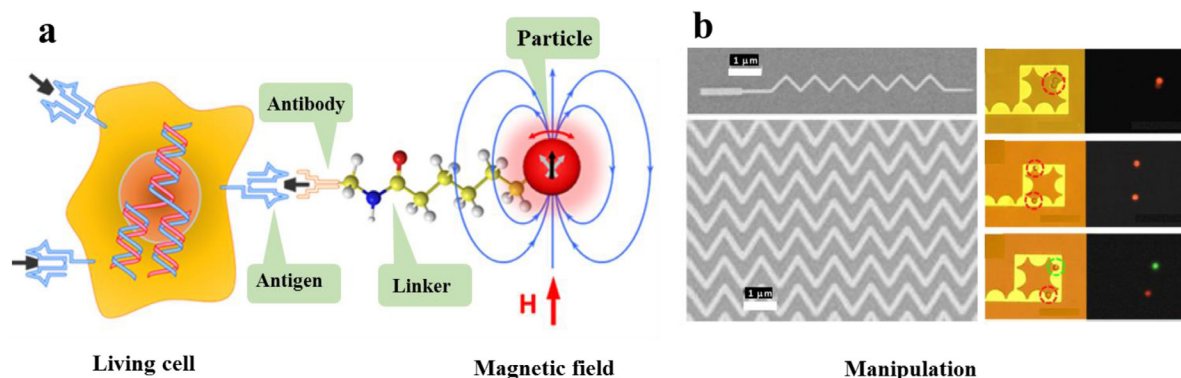 a
Particle
Antibody
Antigen
Linker
H
Living cell
Magnetic field
b
1 μm
1 μm
Manipulation